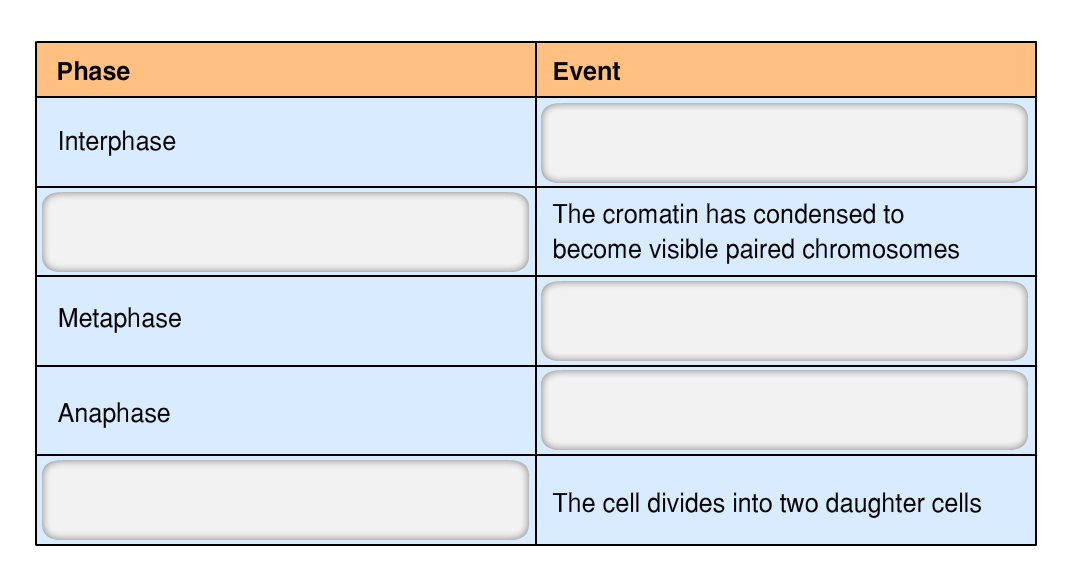 Phase Event
Interphase
The cromatin has condensed to
become visible paired chromosomes
Metaphase
Anaphase
The cell divides into two daughter cells